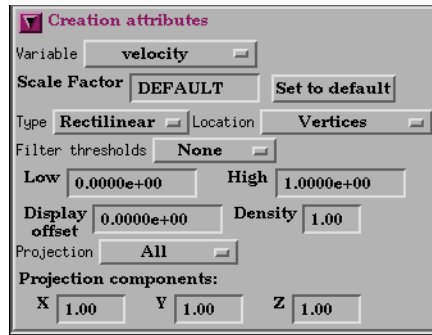 Creation attributes
Variable velocity
Scale Factor DEFAULT Set to default
Type Rectilinear Location Vertices
Filter thresholds None
Low 0.0000e+00 High 1.0000e+00
Display offset 0.0000e+00 Density 1.00
Projection All
Projection components:
X 1.00 Y 1.00 Z 1.00